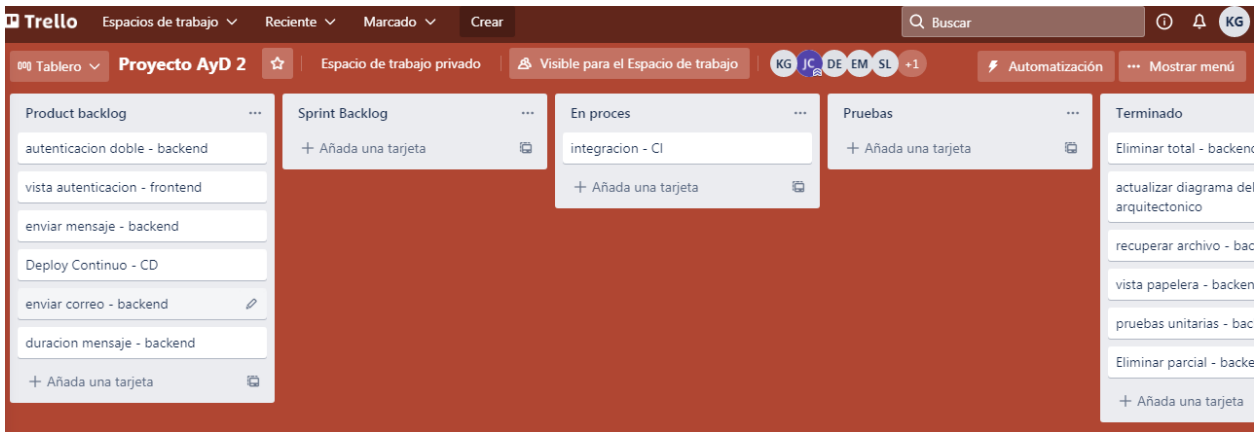 Trello Espacios de trabajo Reciente Marcado Crear Buscar KG
Tablero Proyecto AyD 2 Espacio de trabajo privado Visible para el Espacio de trabajo KG JC DE EM SL +1 Automatización ... Mostrar menú
Product backlog ...
autenticacion doble - backend
vista autenticacion - frontend
enviar mensaje - backend
Deploy Continuo - CD
enviar correo - backend
duracion mensaje - backend
+ Añada una tarjeta
Sprint Backlog ...
+ Añada una tarjeta
En proces ...
integracion - CI
+ Añada una tarjeta
Pruebas ...
+ Añada una tarjeta
Terminado
Eliminar total - backend
actualizar diagrama del
arquitectonico
recuperar archivo - bac
vista papelera - backen
pruebas unitarias - bac
Eliminar parcial - backe
+ Añada una tarjeta